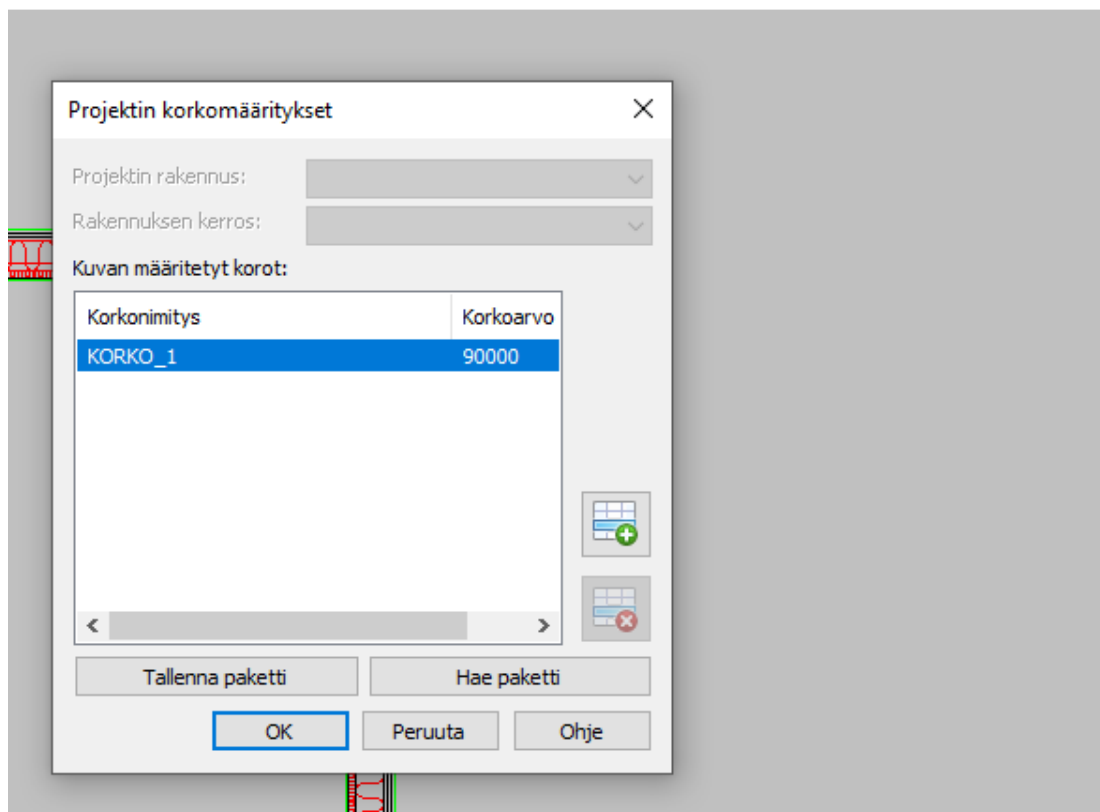 Projektin korkomääritykset
Projektin rakennus:
Rakennuksen kerros:
Kuvan määritetyt korot:
Korkonimitys Korkoarvo
KORKO_1 90000
Tallenna paketti Hae paketti
OK Peruuta Ohje